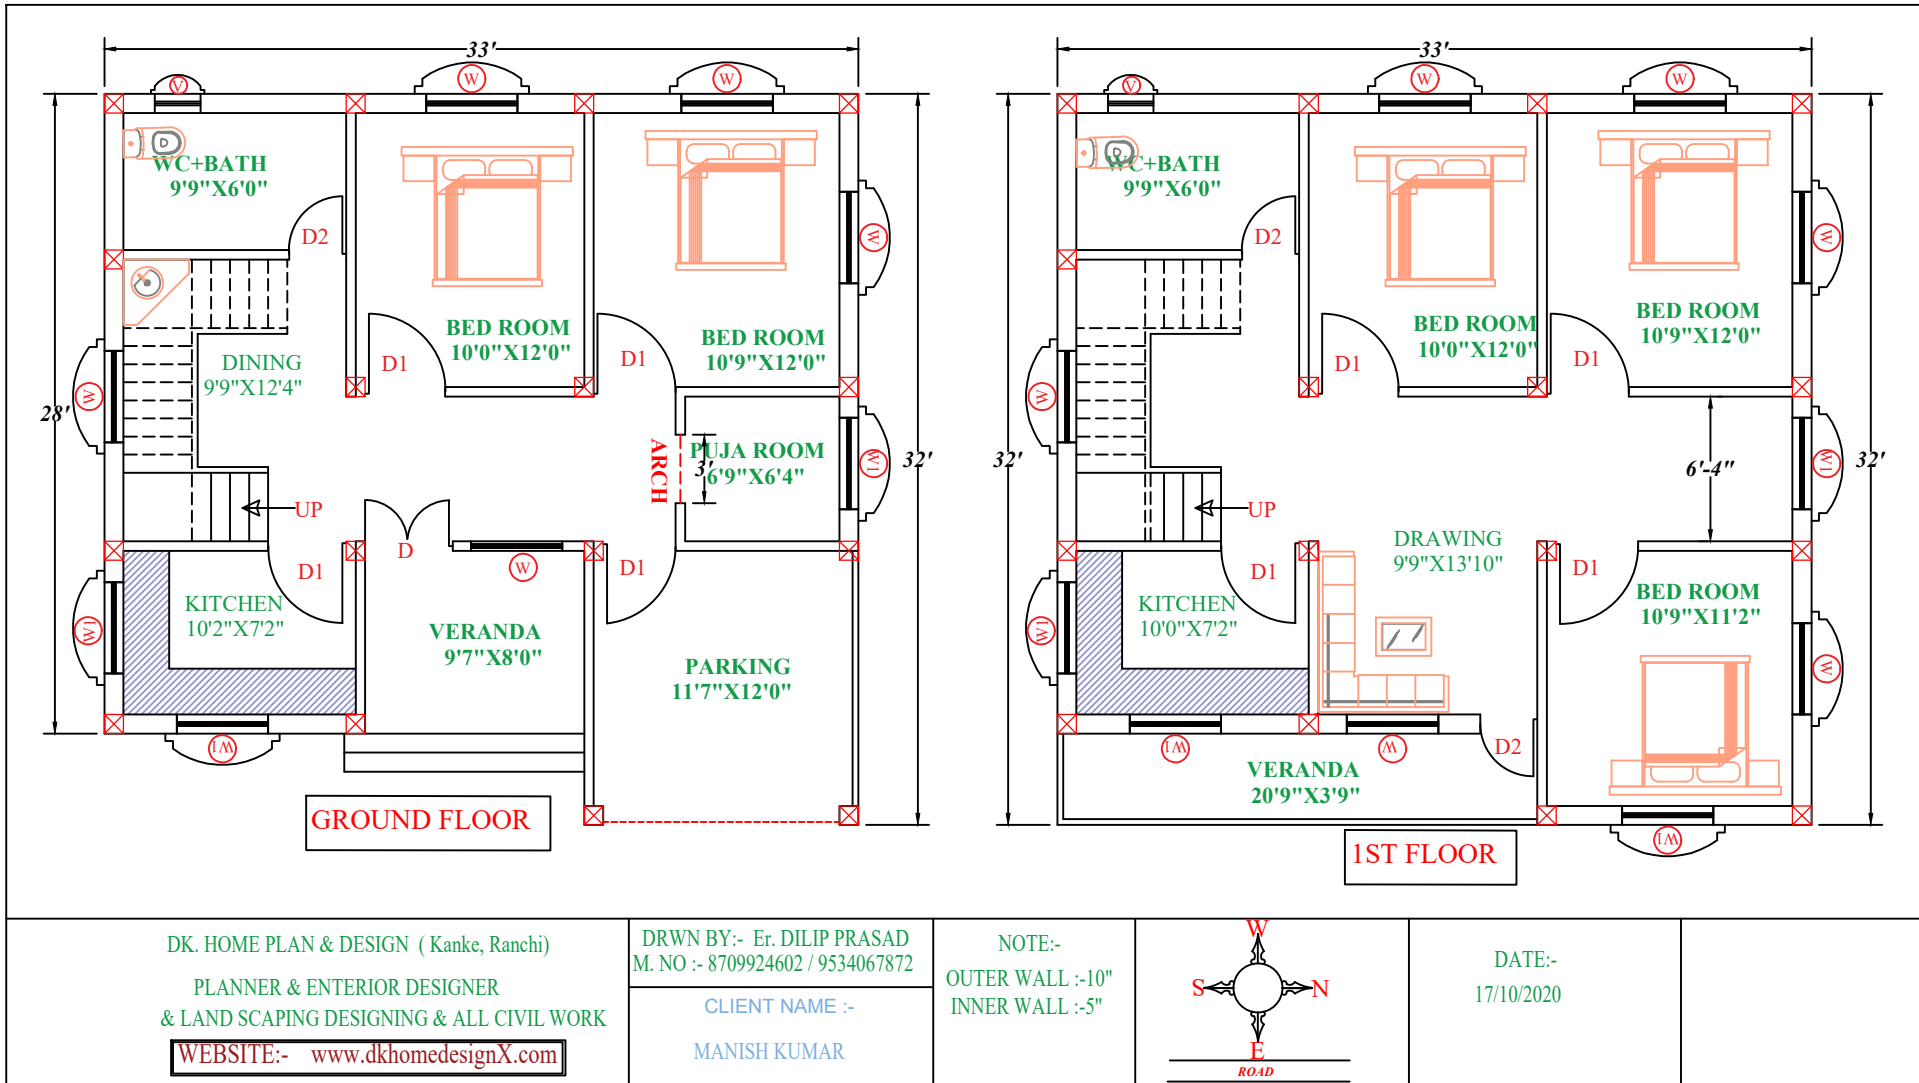 33'
V
W
W
WC+BATH
9'9"X6'0"
D2
W
BED ROOM
10'0"X12'0"
BED ROOM
10'9"X12'0"
D1
D1
DINING
9'9"X12'4"
W
28'
ARCH
3'
PUJA ROOM
6'9"X6'4"
W1
32'
UP
D
W
D1
D1
W1
KITCHEN
10'2"X7'2"
VERANDA
9'7"X8'0"
PARKING
11'7"X12'0"
W1
GROUND FLOOR
33'
V
W
W
WC+BATH
9'9"X6'0"
D2
W
BED ROOM
10'0"X12'0"
BED ROOM
10'9"X12'0"
D1
D1
W
32'
6'-4"
W1
32'
UP
DRAWING
9'9"X13'10"
D1
D1
W1
KITCHEN
10'0"X7'2"
BED ROOM
10'9"X11'2"
W
W1
W
D2
VERANDA
20'9"X3'9"
W1
1ST FLOOR
DK. HOME PLAN & DESIGN ( Kanke, Ranchi)
PLANNER & ENTERIOR DESIGNER
& LAND SCAPING DESIGNING & ALL CIVIL WORK
WEBSITE:- www.dkhomedesignX.com
DRWN BY:- Er. DILIP PRASAD
M. NO :- 8709924602 / 9534067872
CLIENT NAME :-
MANISH KUMAR
NOTE:-
OUTER WALL :-10"
INNER WALL :-5"
W
S
N
E
ROAD
DATE:-
17/10/2020